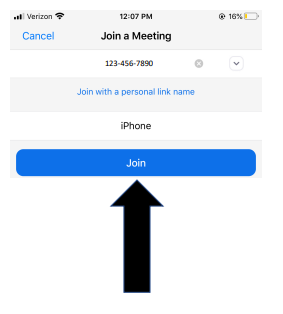 Verizon 12:07 PM 16%
Cancel Join a Meeting
123-456-7890
Join with a personal link name
iPhone
Join